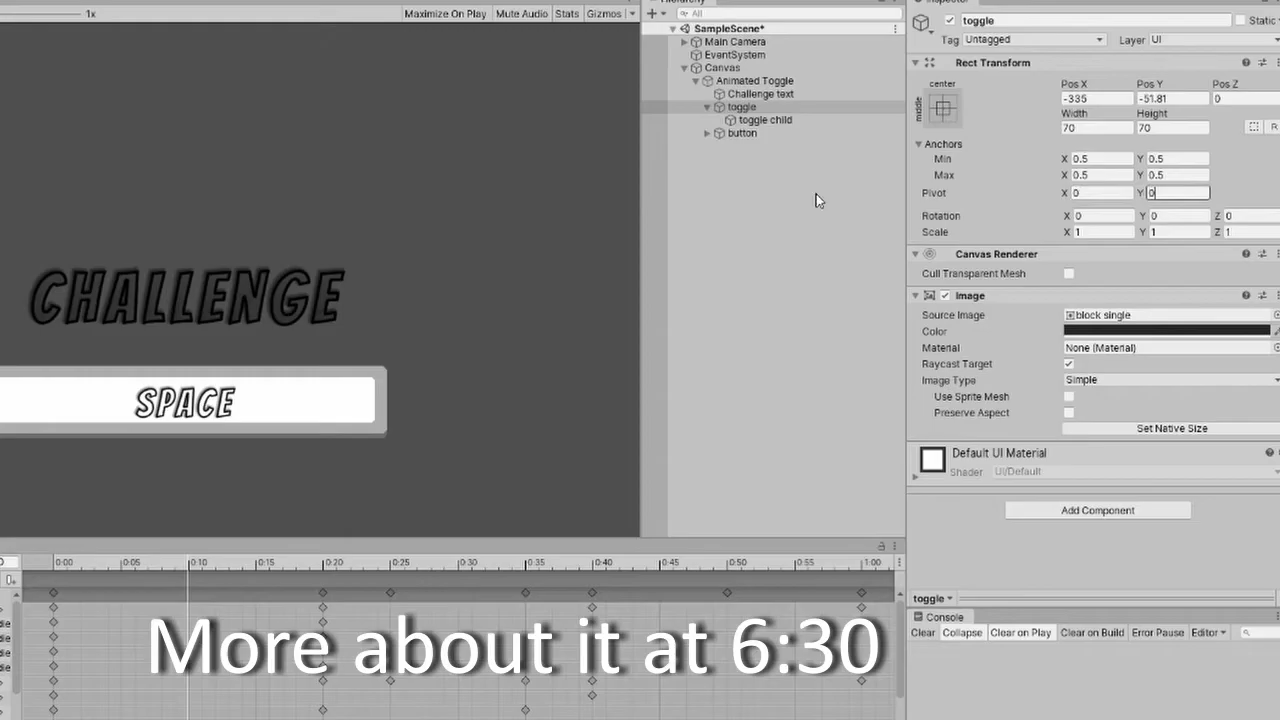 1x Maximize On Play Mute Audio Stats Gizmos
All
SampleScene*
Main Camera
EventSystem
Canvas
Animated Toggle
Challenge text
toggle
toggle child
button
toggle Static
Tag Untagged Layer UI
Rect Transform
center
middle
Pos X Pos Y Pos Z
-335 -51.81 0
Width Height
70 70 R
Anchors
Min X 0.5 Y 0.5
Max X 0.5 Y 0.5
Pivot X 0 Y 0
Rotation X 0 Y 0 Z 0
Scale X 1 Y 1 Z 1
Canvas Renderer
Cull Transparent Mesh
Image
Source Image block single
Color
Material None (Material)
Raycast Target
Image Type Simple
Use Sprite Mesh
Preserve Aspect
Set Native Size
Default UI Material
Shader UI/Default
Add Component
toggle
Console
Clear Collapse Clear on Play Clear on Build Error Pause Editor
CHALLENGE
SPACE
0:00 0:05 0:10 0:15 0:20 0:25 0:30 0:35 0:40 0:45 0:50 0:55 1:00
More about it at 6:30